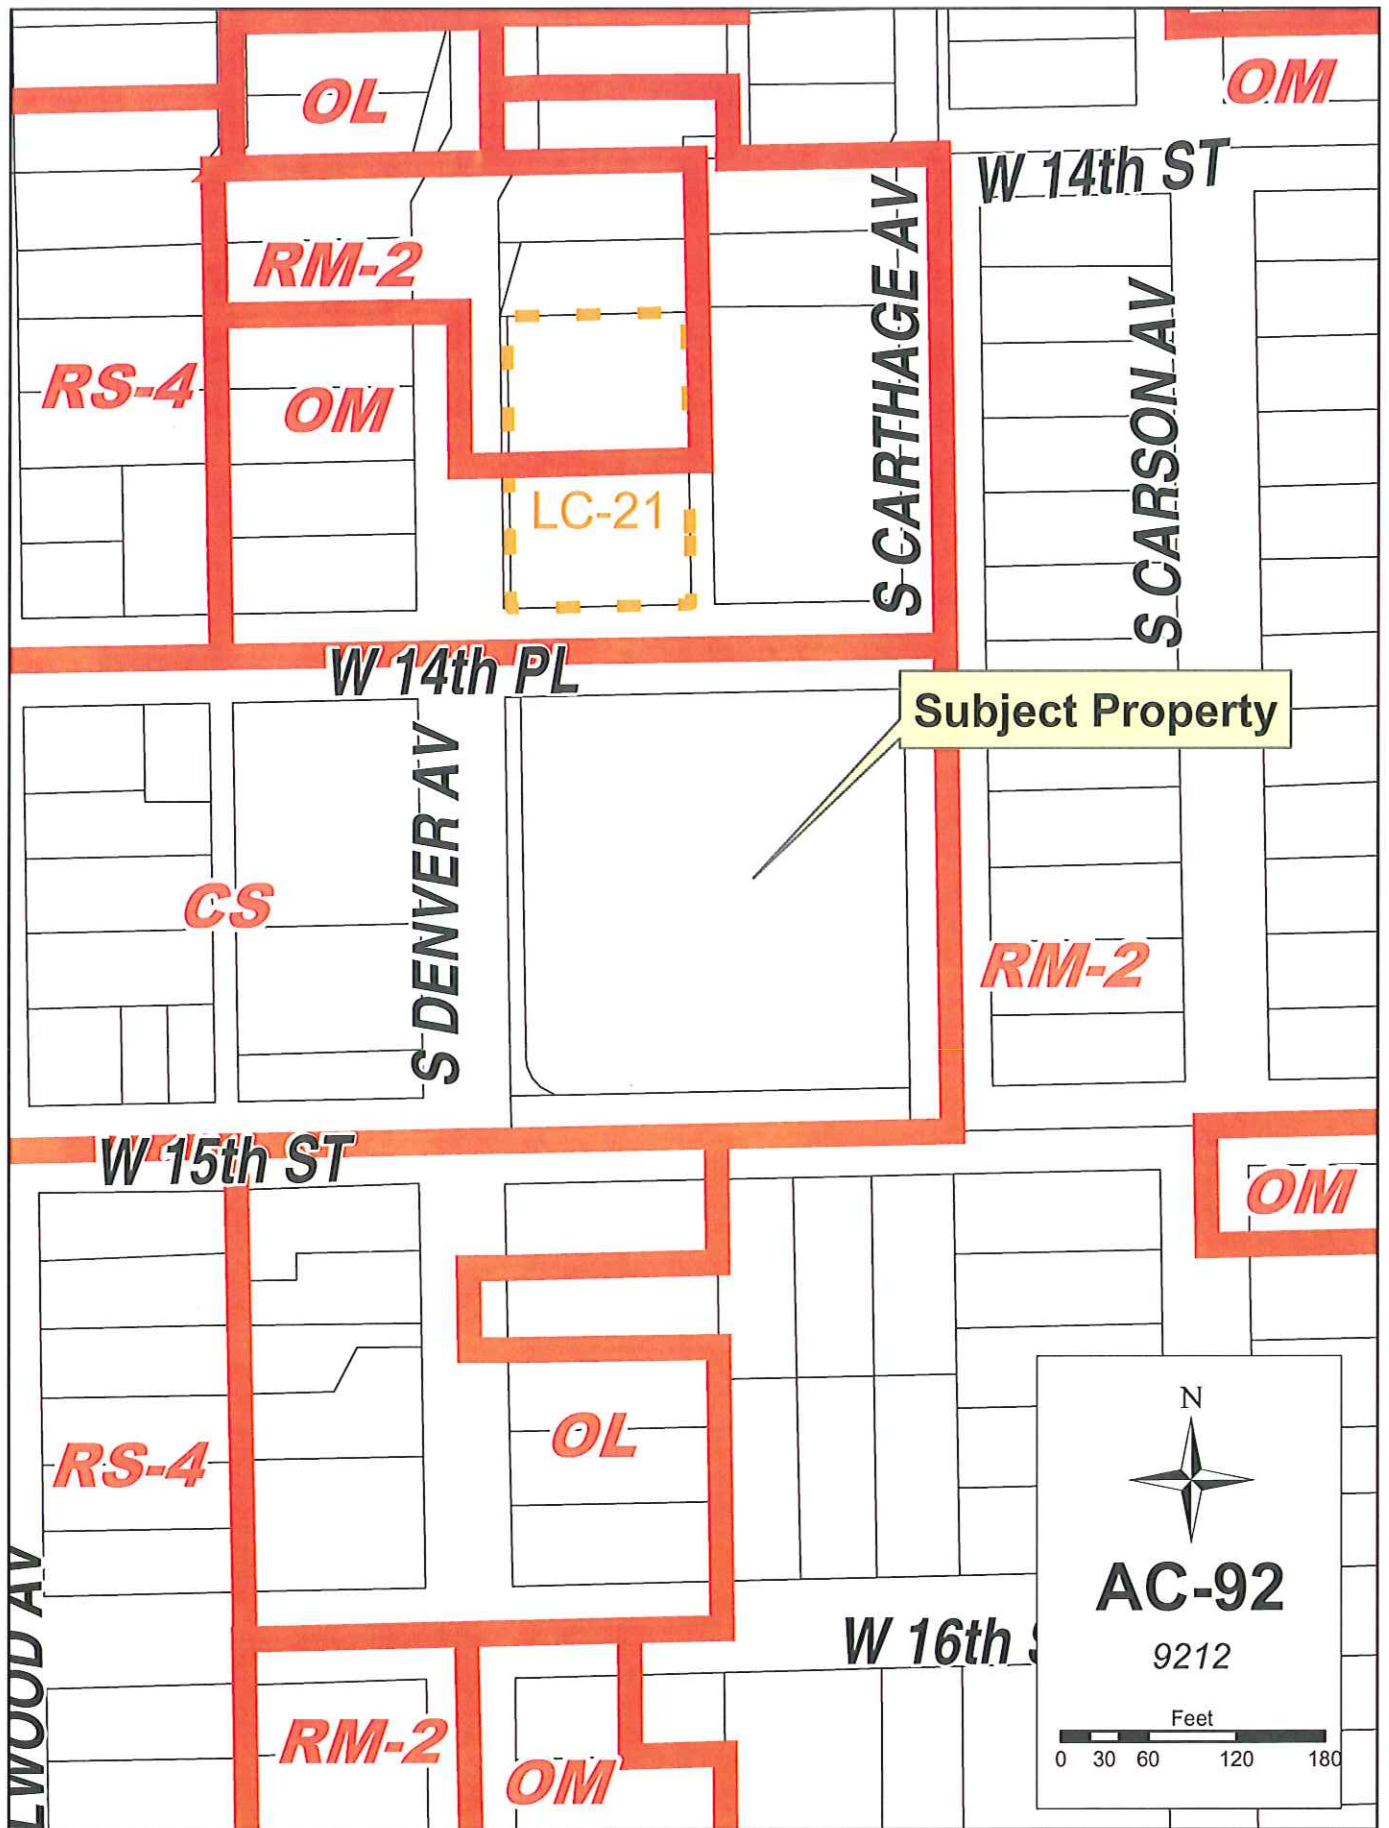 OL
OM
W 14th ST
RM-2
S CARTHAGE AV
RS-4
OM
S CARSON AV
LC-21
W 14th PL
Subject Property
S DENVER AV
CS
RM-2
W 15th ST
OM
OL
RS-4
N
AC-92
9212
Feet
0 30 60 120 180
W 16th
LWOOD AV
RM-2
OM